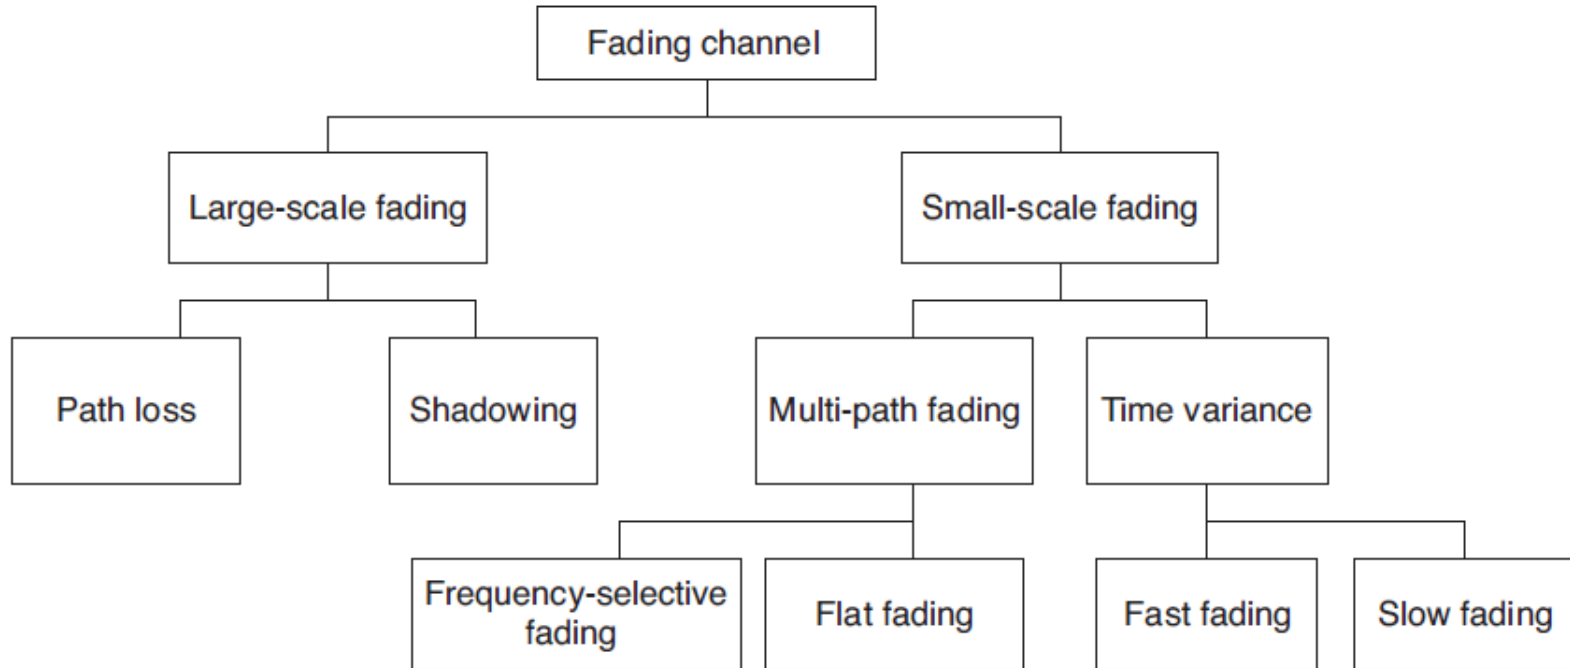 Fading channel
Large-scale fading
Small-scale fading
Path loss
Shadowing
Multi-path fading
Time variance
Frequency-selective
fading
Flat fading
Fast fading
Slow fading